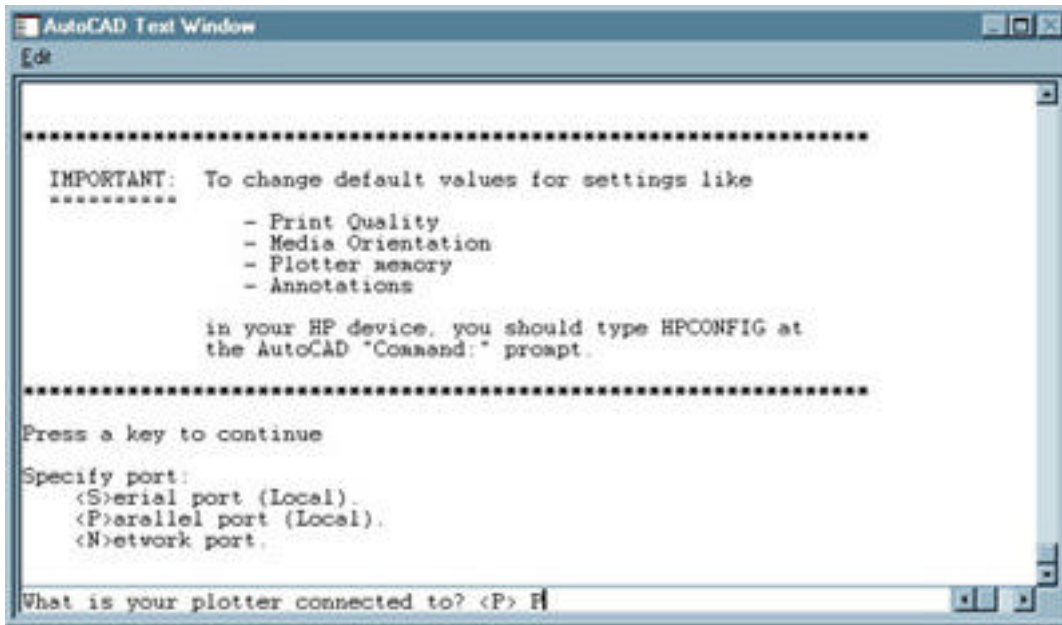 AutoCAD Text Window
Edit
IMPORTANT: To change default values for settings like
- Print Quality
- Media Orientation
- Plotter memory
- Annotations
in your HP device, you should type HPCONFIG at
the AutoCAD "Command:" prompt.
Press a key to continue
Specify port:
<S>erial port (Local).
<P>arallel port (Local).
<N>etwork port.
What is your plotter connected to? <P> P